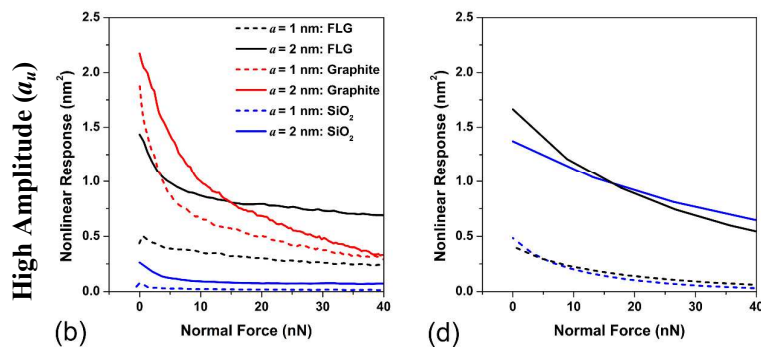 High Amplitude (aᵤ)
Nonlinear Response (nm²)
2.5
2.0
1.5
1.0
0.5
0.0
a = 1 nm: FLG
a = 2 nm: FLG
a = 1 nm: Graphite
a = 2 nm: Graphite
a = 1 nm: SiO₂
a = 2 nm: SiO₂
0 10 20 30 40
(b) Normal Force (nN)
Nonlinear Response (nm²)
2.5
2.0
1.5
1.0
0.5
0.0
0 10 20 30 40
(d) Normal Force (nN)